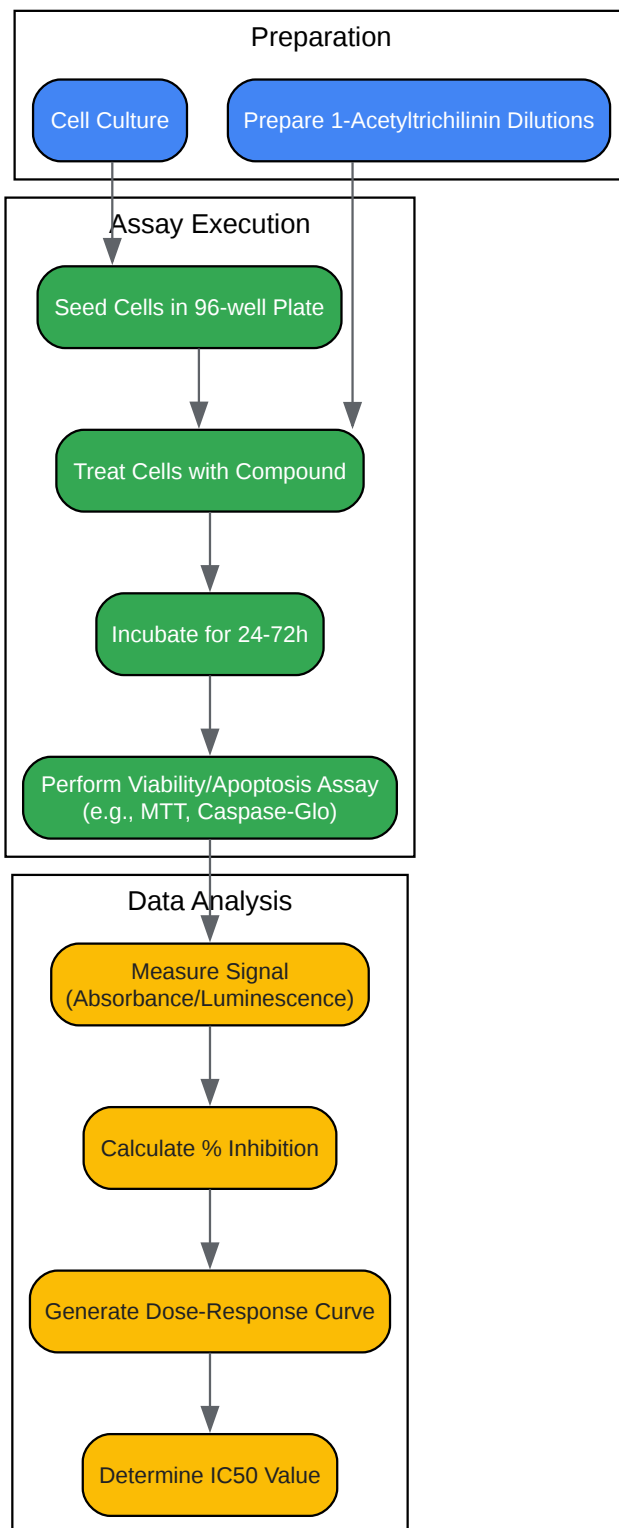 Preparation
Cell Culture
Prepare 1-Acetyltrichilinin Dilutions
Assay Execution
Seed Cells in 96-well Plate
Treat Cells with Compound
Incubate for 24-72h
Perform Viability/Apoptosis Assay
(e.g., MTT, Caspase-Glo)
Data Analysis
Measure Signal
(Absorbance/Luminescence)
Calculate % Inhibition
Generate Dose-Response Curve
Determine IC50 Value